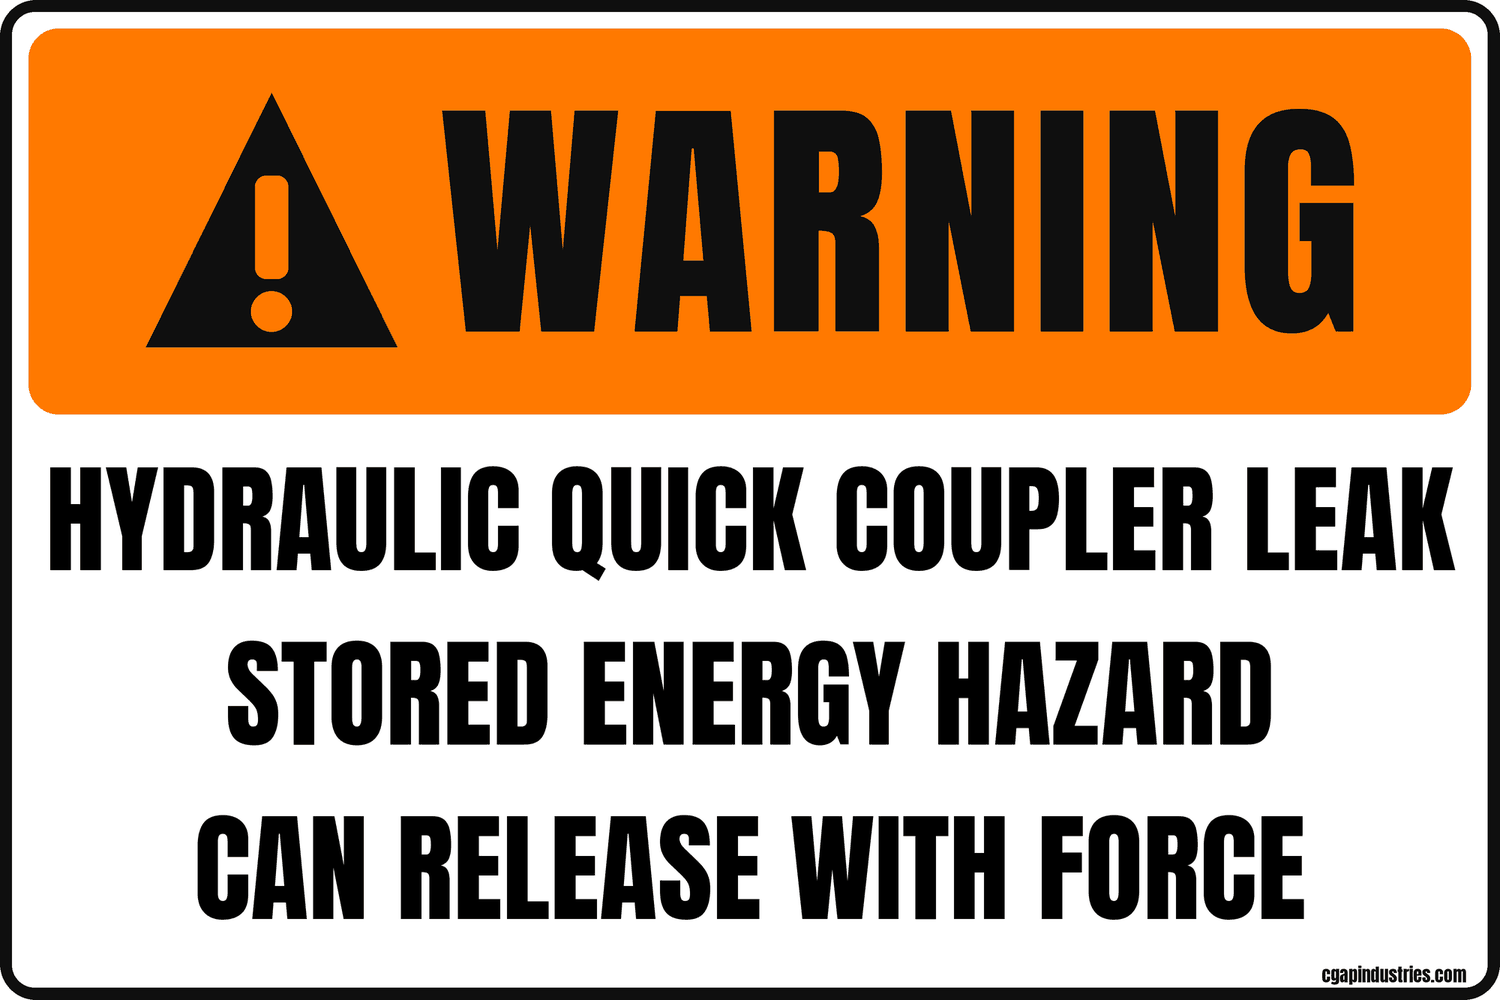 WARNING
HYDRAULIC QUICK COUPLER LEAK
STORED ENERGY HAZARD
CAN RELEASE WITH FORCE
cgapindustries.com